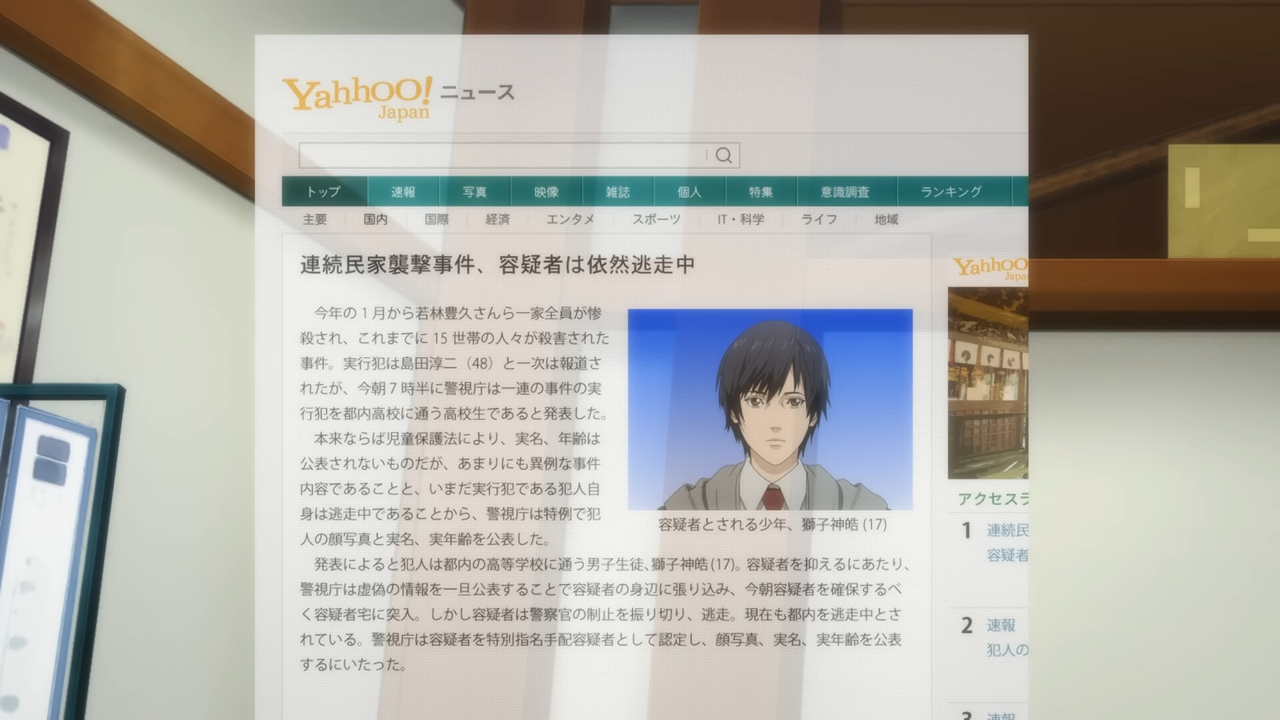 Yahhoo! ニュース
Japan
トップ 速報 写真 映像 雑誌 個人 特集 意識調査 ランキング
主要 国内 国際 経済 エンタメ スポーツ IT・科学 ライフ 地域
連続民家襲撃事件、容疑者は依然逃走中
今年の1月から若林豊久さんら一家全員が惨
殺され、これまでに 15 世帯の人々が殺害された
事件。実行犯は島田淳二（48）と一次は報道さ
れたが、今朝7時半に警視庁は一連の事件の実
行犯を都内高校に通う高校生であると発表した。
本来ならば児童保護法により、実名、年齢は
公表されないものだが、あまりにも異例な事件
内容であることと、いまだ実行犯である犯人自
身は逃走中であることから、警視庁は特例で犯
人の顔写真と実名、実年齢を公表した。
容疑者とされる少年、獅子神皓 (17)
発表によると犯人は都内の高等学校に通う男子生徒、獅子神皓(17)。容疑者を抑えるにあたり、
警視庁は虚偽の情報を一旦公表することで容疑者の身辺に張り込み、今朝容疑者を確保するべ
く容疑者宅に突入。しかし容疑者は警察官の制止を振り切り、逃走。現在も都内を逃走中とさ
れている。警視庁は容疑者を特別指名手配容疑者として認定し、顔写真、実名、実年齢を公表
するにいたった。
Yahhoo
Japa
アクセスラ
1 連続民
容疑者
2 速報
犯人の
3 速報